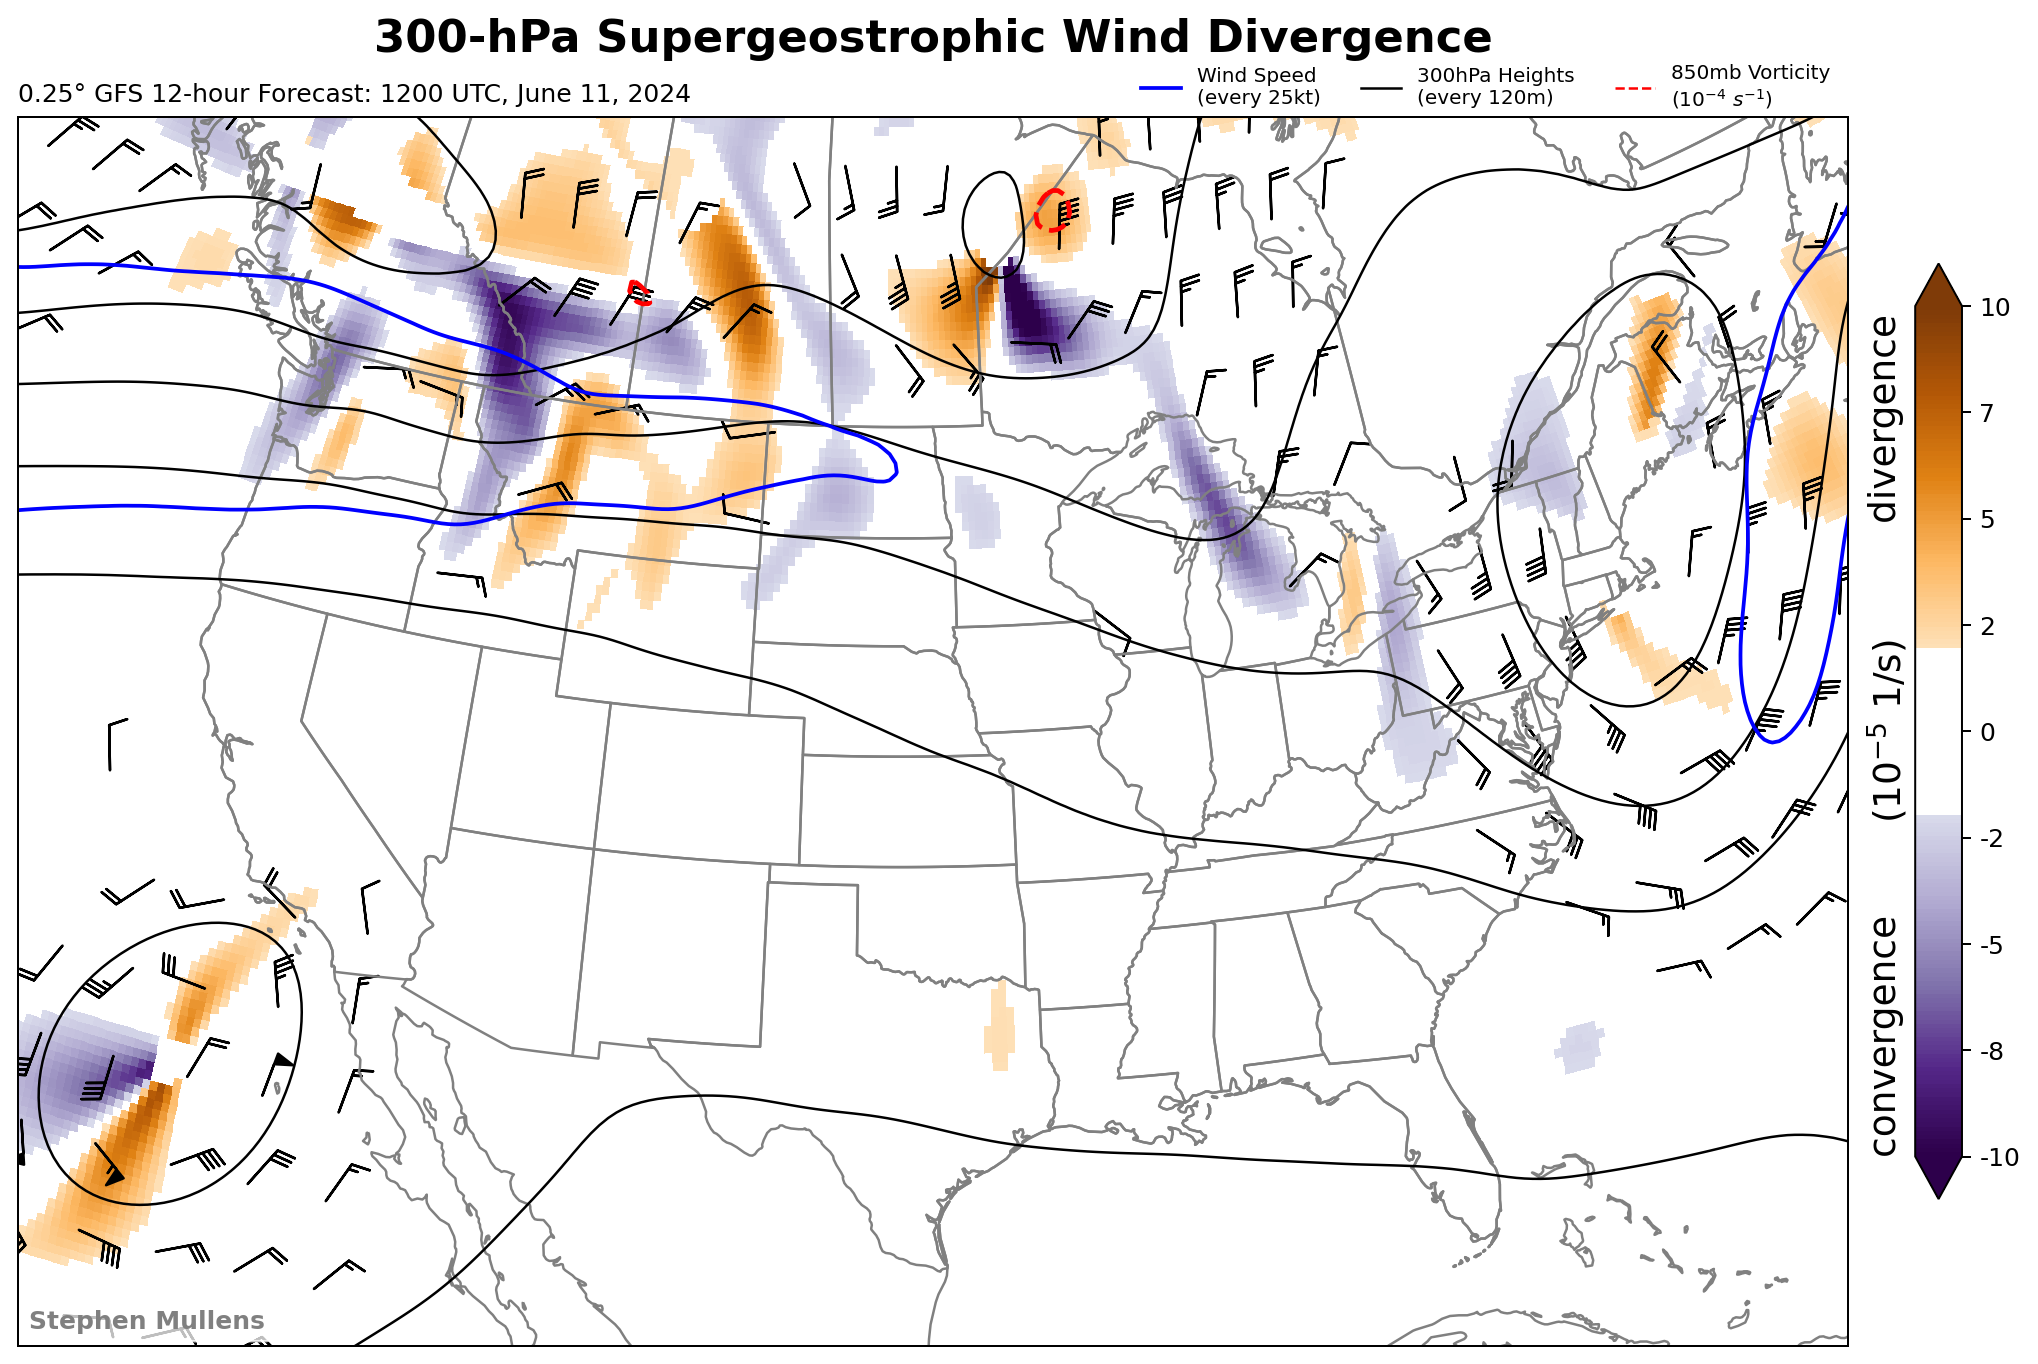 300-hPa Supergeostrophic Wind Divergence
0.25° GFS 12-hour Forecast: 1200 UTC, June 11, 2024
Wind Speed
(every 25kt)
300hPa Heights
(every 120m)
850mb Vorticity
(10⁻⁴ s⁻¹)
10
7
5
2
0
-2
-5
-8
-10
convergence (10⁻⁵ 1/s) divergence
Stephen Mullens